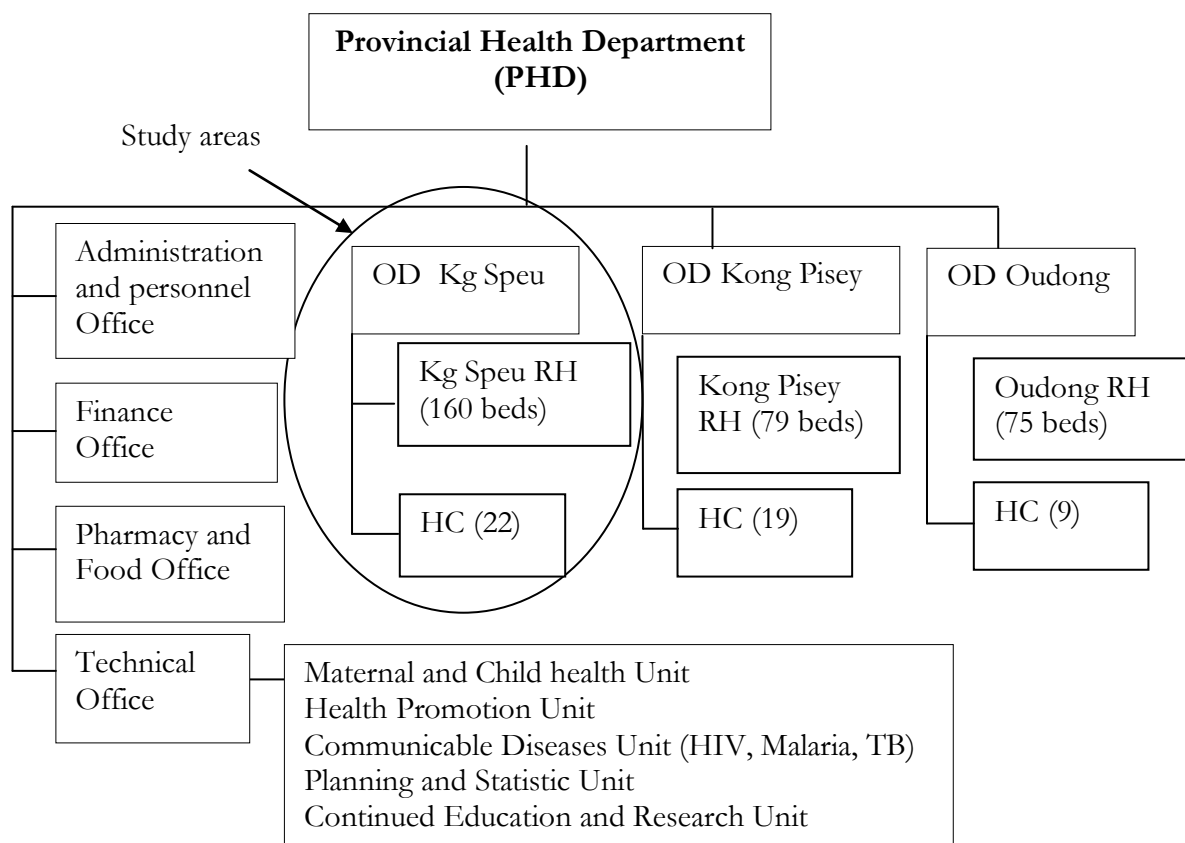 Provincial Health Department
(PHD)
Study areas
Administration
and personnel
Office
Finance
Office
Pharmacy and
Food Office
Technical
Office
Maternal and Child health Unit
Health Promotion Unit
Communicable Diseases Unit (HIV, Malaria, TB)
Planning and Statistic Unit
Continued Education and Research Unit
OD Kg Speu
Kg Speu RH
(160 beds)
HC (22)
OD Kong Pisey
Kong Pisey
RH (79 beds)
HC (19)
OD Oudong
Oudong RH
(75 beds)
HC (9)